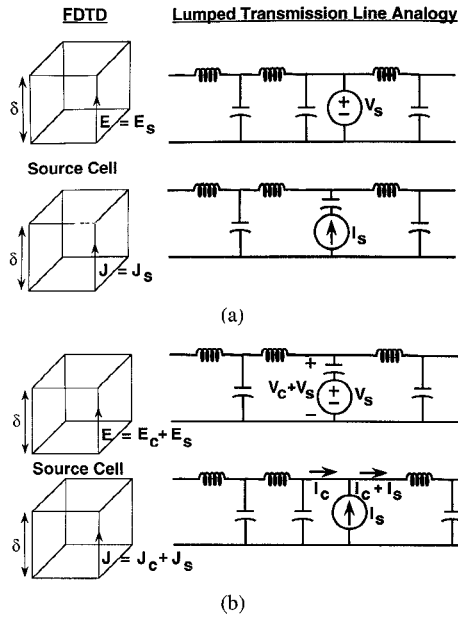 FDTD Lumped Transmission Line Analogy
δ
E = Es
+
−
Vs
Source Cell
δ
J = Js
Is
(a)
δ
E = Ec + Es
+
Vc+Vs
+
−
Vs
−
Source Cell
δ
J = Jc + Js
Ic
Ic + Is
Is
(b)